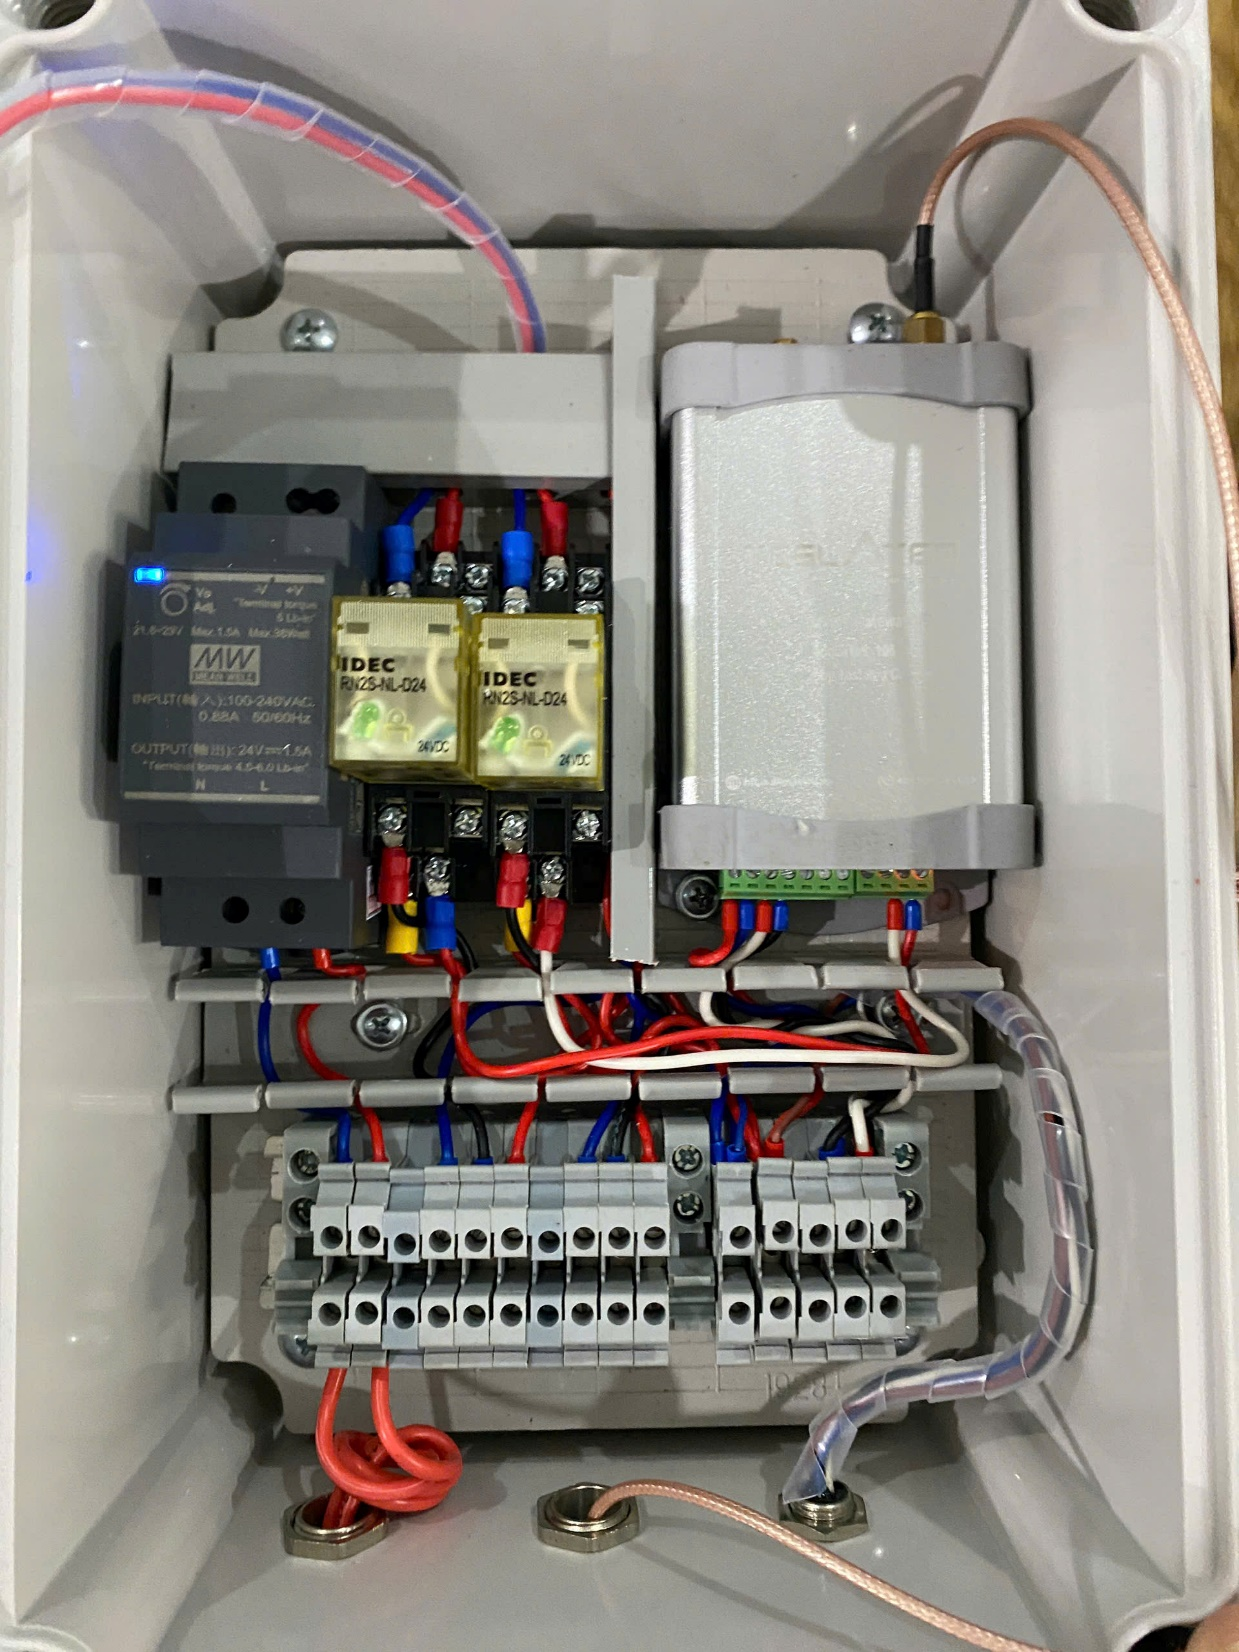 -V +V
Vo
Adj.
"Terminal torque
5 Lb-in"
21.6~29V Max.1.5A Max.36Watt
MW
MEAN WELL
INPUT(輸入):100-240VAC
0.88A 50/60Hz
OUTPUT(輸出):24V⎓1.5A
"Terminal torque 4.5-6.0 Lb-in"
N L
IDEC
RN2S-NL-D24
24VDC
IDEC
RN2S-NL-D24
24VDC